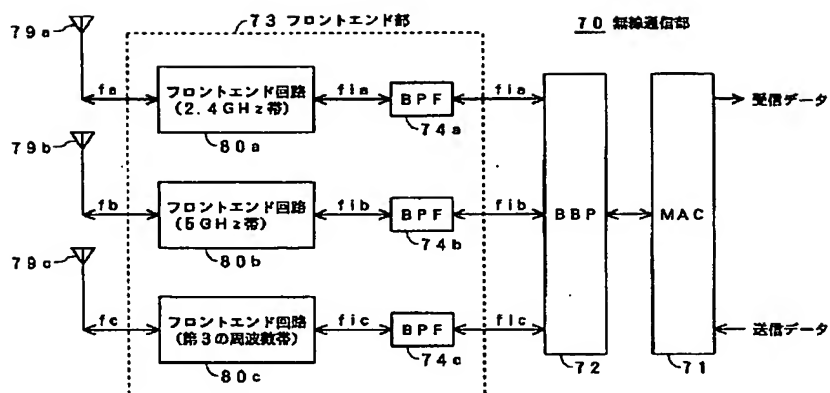 73 フロントエンド部
70 無線通信部
79a
fa
フロントエンド回路
(2.4GHz帯)
80a
fia
BPF
74a
fia
受信データ
79b
fb
フロントエンド回路
(5GHz帯)
80b
fib
BPF
74b
fib
BBP
MAC
79c
fc
フロントエンド回路
(第3の周波数帯)
80c
fic
BPF
74c
fic
送信データ
72
71